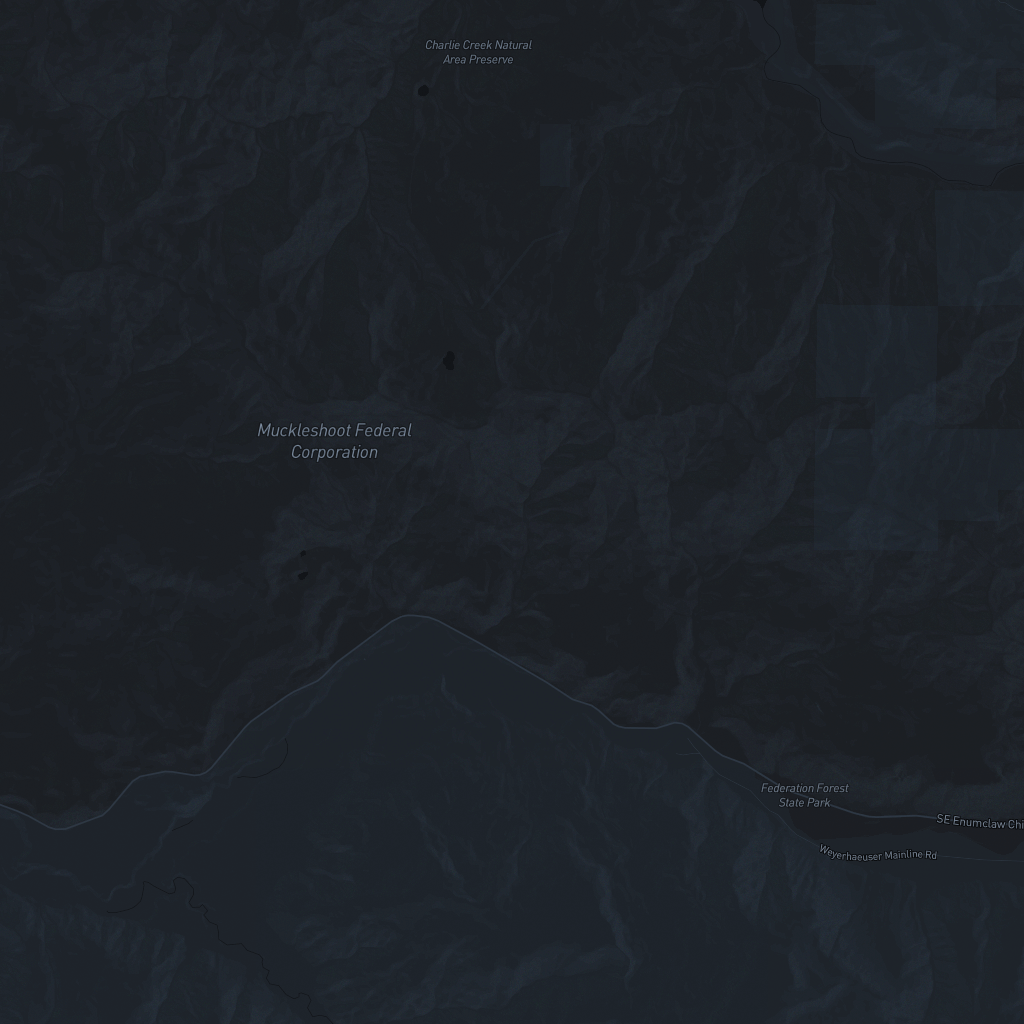 Charlie Creek Natural
Area Preserve
Muckleshoot Federal
Corporation
Federation Forest
State Park
SE Enumclaw Chi
Weyerhaeuser Mainline Rd